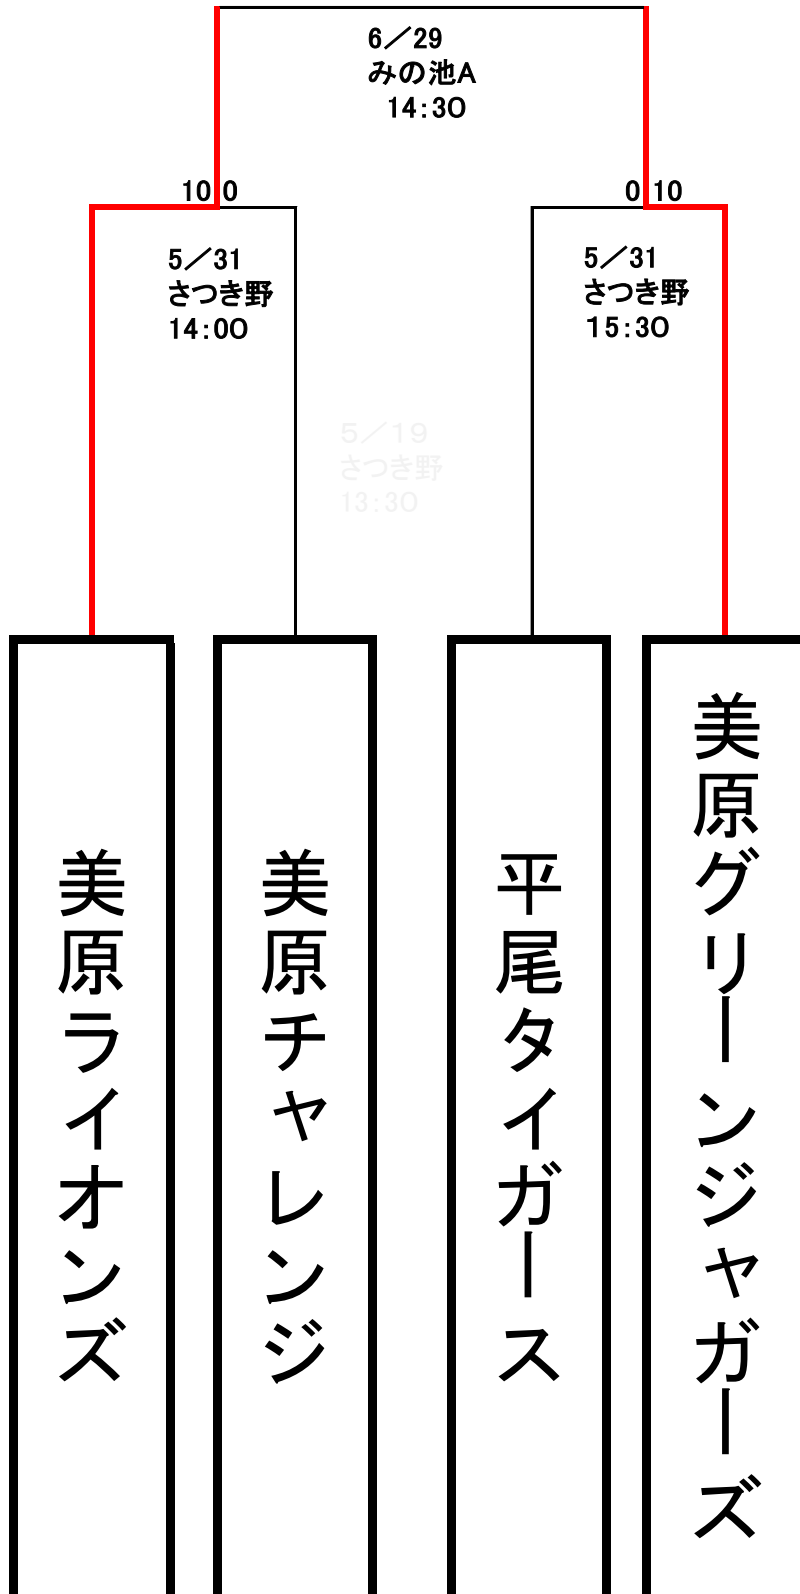 6／29
みの池A
14:30
10 0
0 10
5／31
さつき野
14:00
5／31
さつき野
15:30
5／19
さつき野
13:30
美原ライオンズ
美原チャレンジ
平尾タイガース
美原グリーンジャガーズ